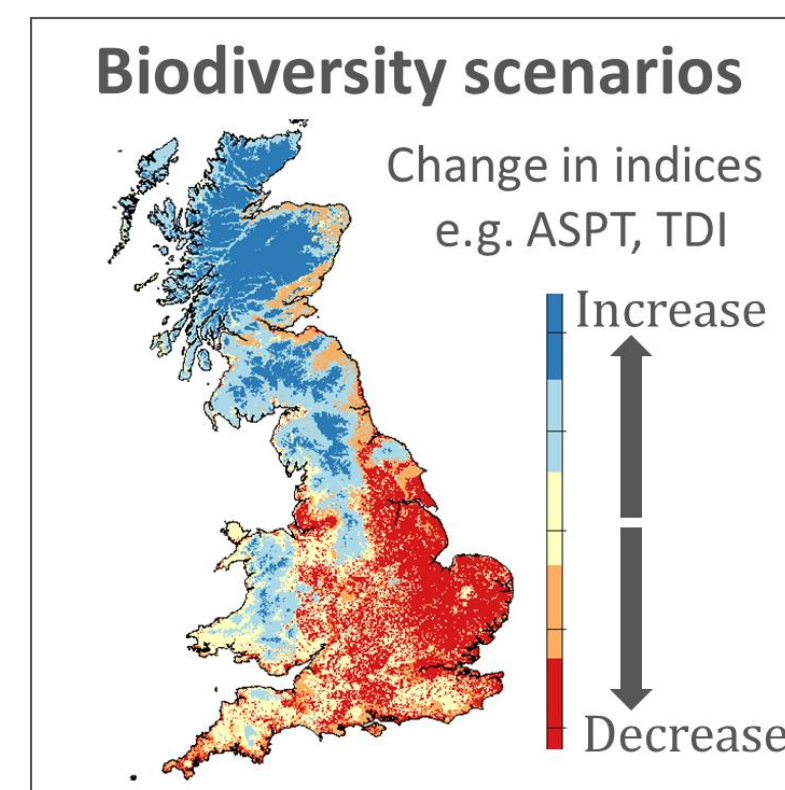 Biodiversity scenarios
Change in indices
e.g. ASPT, TDI
Increase
Decrease